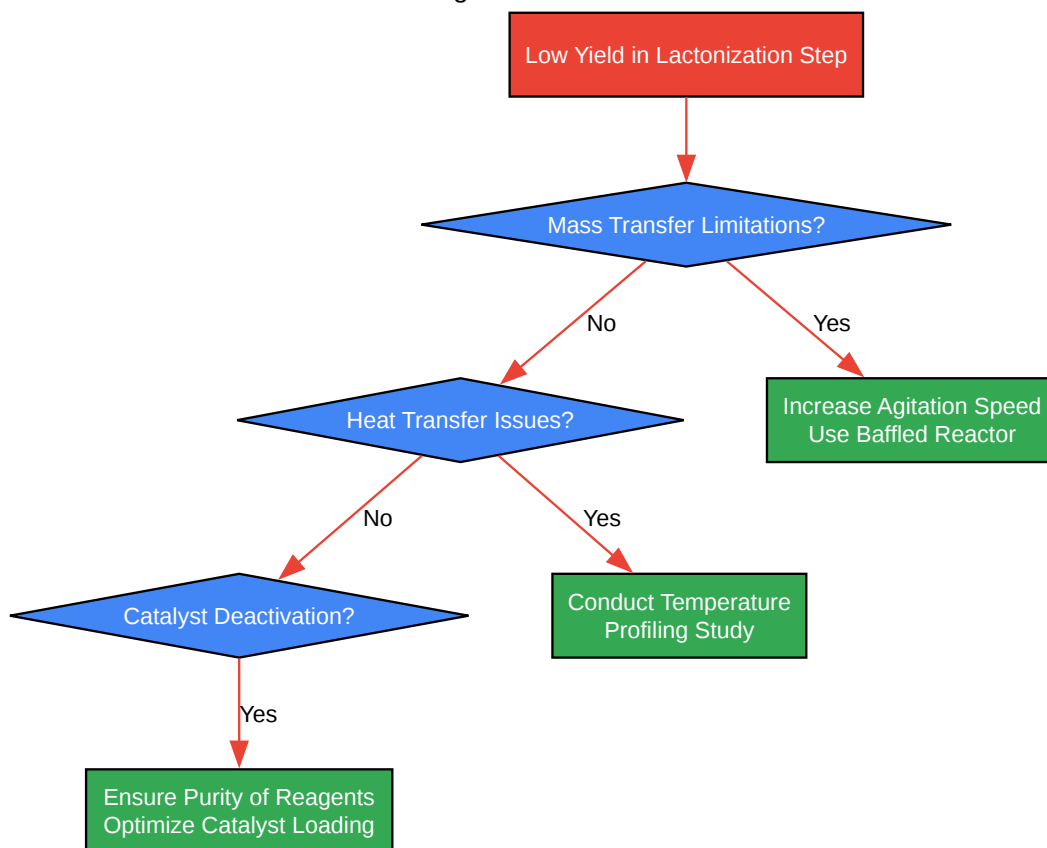 Low Yield in Lactonization Step
Mass Transfer Limitations?
No
Yes
Heat Transfer Issues?
Increase Agitation Speed
Use Baffled Reactor
No
Yes
Catalyst Deactivation?
Conduct Temperature
Profiling Study
Yes
Ensure Purity of Reagents
Optimize Catalyst Loading